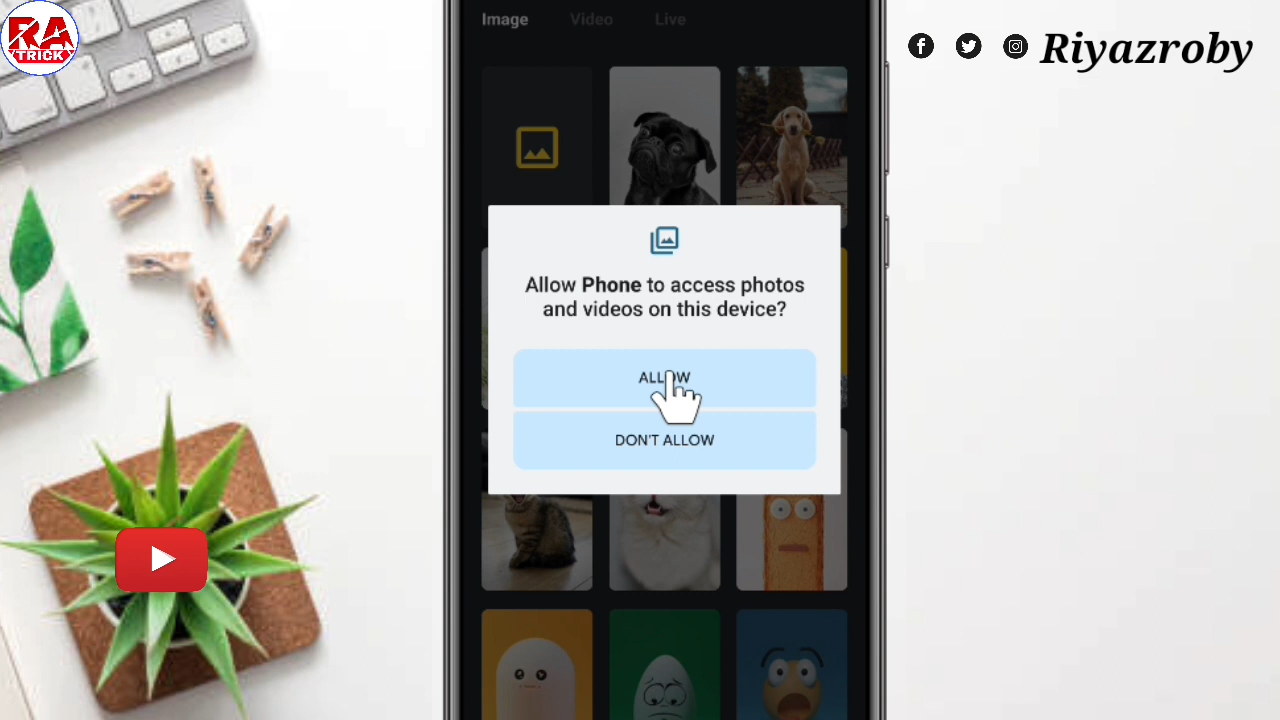 RA
TRICK
Image Video Live
Riyazroby
Allow Phone to access photos
and videos on this device?
ALLOW
DON'T ALLOW